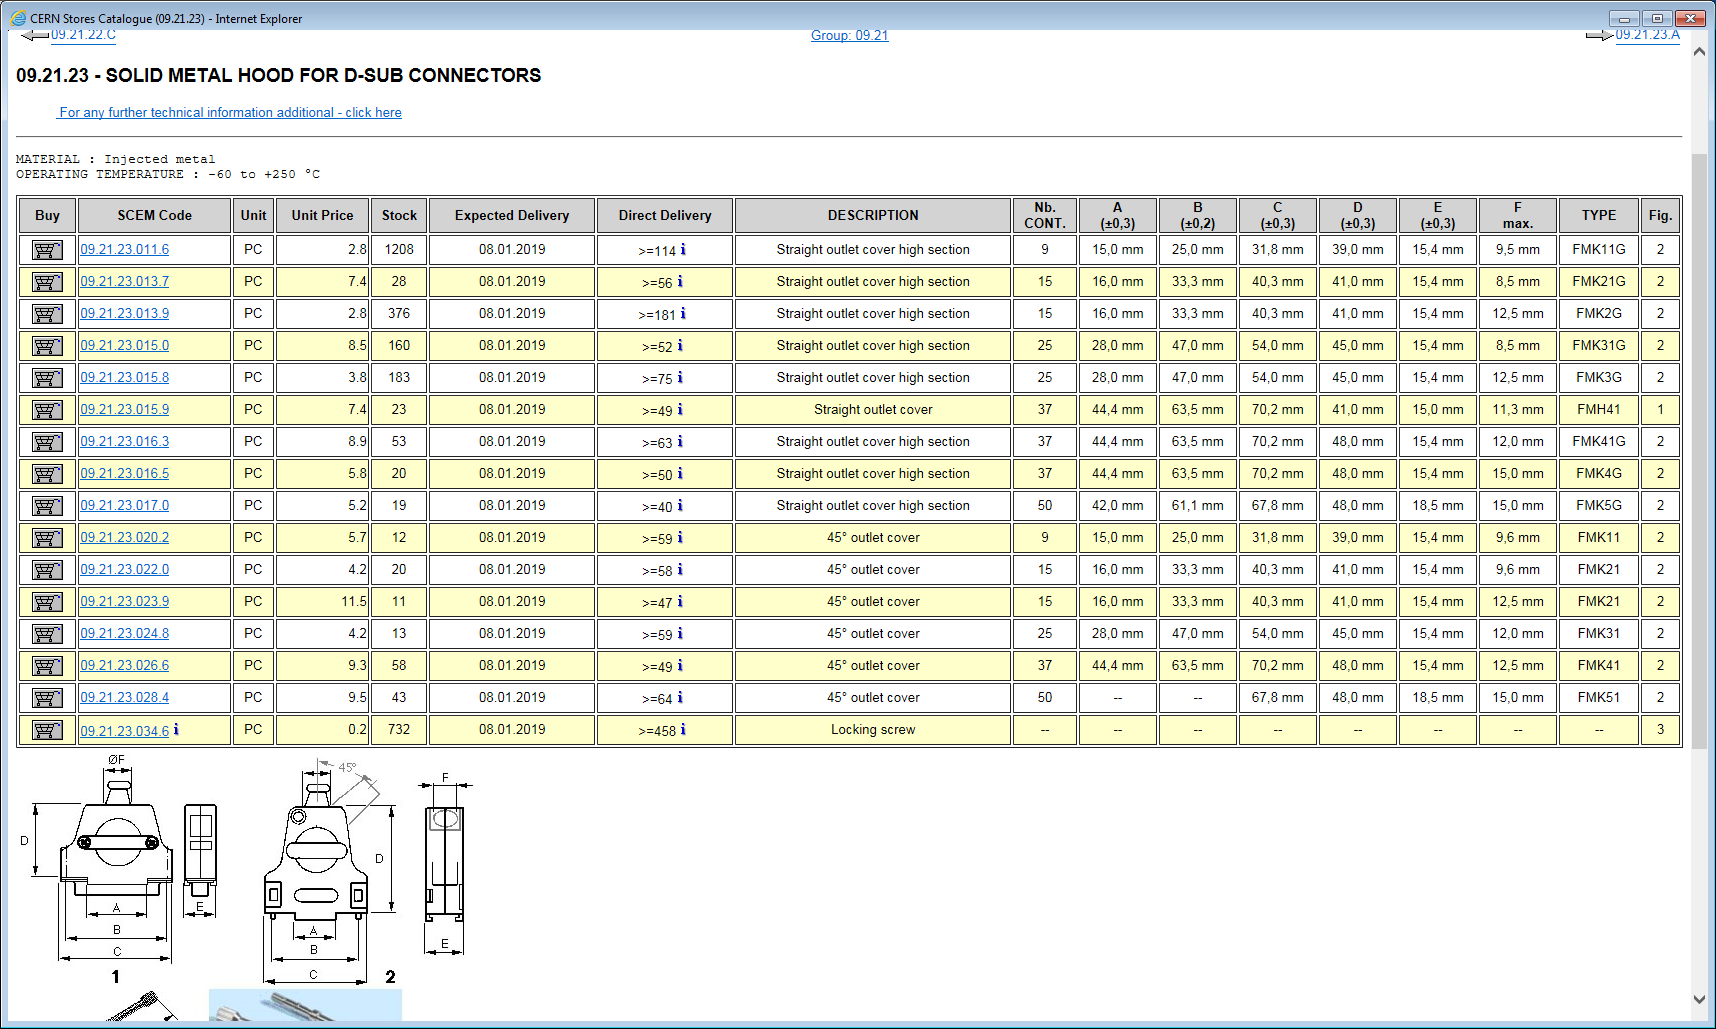 CERN Stores Catalogue (09.21.23) - Internet Explorer
09.21.22.C Group: 09.21 09.21.23.A
09.21.23 - SOLID METAL HOOD FOR D-SUB CONNECTORS
For any further technical information additional - click here
MATERIAL : Injected metal
OPERATING TEMPERATURE : -60 to +250 °C
Buy SCEM Code Unit Unit Price Stock Expected Delivery Direct Delivery DESCRIPTION Nb. CONT. A (±0,3) B (±0,2) C (±0,3) D (±0,3) E (±0,3) F max. TYPE Fig.
09.21.23.011.6 PC 2.8 1208 08.01.2019 >=114 i Straight outlet cover high section 9 15,0 mm 25,0 mm 31,8 mm 39,0 mm 15,4 mm 9,5 mm FMK11G 2
09.21.23.013.7 PC 7.4 28 08.01.2019 >=56 i Straight outlet cover high section 15 16,0 mm 33,3 mm 40,3 mm 41,0 mm 15,4 mm 8,5 mm FMK21G 2
09.21.23.013.9 PC 2.8 376 08.01.2019 >=181 i Straight outlet cover high section 15 16,0 mm 33,3 mm 40,3 mm 41,0 mm 15,4 mm 12,5 mm FMK2G 2
09.21.23.015.0 PC 8.5 160 08.01.2019 >=52 i Straight outlet cover high section 25 28,0 mm 47,0 mm 54,0 mm 45,0 mm 15,4 mm 8,5 mm FMK31G 2
09.21.23.015.8 PC 3.8 183 08.01.2019 >=75 i Straight outlet cover high section 25 28,0 mm 47,0 mm 54,0 mm 45,0 mm 15,4 mm 12,5 mm FMK3G 2
09.21.23.015.9 PC 7.4 23 08.01.2019 >=49 i Straight outlet cover 37 44,4 mm 63,5 mm 70,2 mm 41,0 mm 15,0 mm 11,3 mm FMH41 1
09.21.23.016.3 PC 8.9 53 08.01.2019 >=63 i Straight outlet cover high section 37 44,4 mm 63,5 mm 70,2 mm 48,0 mm 15,4 mm 12,0 mm FMK41G 2
09.21.23.016.5 PC 5.8 20 08.01.2019 >=50 i Straight outlet cover high section 37 44,4 mm 63,5 mm 70,2 mm 48,0 mm 15,4 mm 15,0 mm FMK4G 2
09.21.23.017.0 PC 5.2 19 08.01.2019 >=40 i Straight outlet cover high section 50 42,0 mm 61,1 mm 67,8 mm 48,0 mm 18,5 mm 15,0 mm FMK5G 2
09.21.23.020.2 PC 5.7 12 08.01.2019 >=59 i 45° outlet cover 9 15,0 mm 25,0 mm 31,8 mm 39,0 mm 15,4 mm 9,6 mm FMK11 2
09.21.23.022.0 PC 4.2 20 08.01.2019 >=58 i 45° outlet cover 15 16,0 mm 33,3 mm 40,3 mm 41,0 mm 15,4 mm 9,6 mm FMK21 2
09.21.23.023.9 PC 11.5 11 08.01.2019 >=47 i 45° outlet cover 15 16,0 mm 33,3 mm 40,3 mm 41,0 mm 15,4 mm 12,5 mm FMK21 2
09.21.23.024.8 PC 4.2 13 08.01.2019 >=59 i 45° outlet cover 25 28,0 mm 47,0 mm 54,0 mm 45,0 mm 15,4 mm 12,0 mm FMK31 2
09.21.23.026.6 PC 9.3 58 08.01.2019 >=49 i 45° outlet cover 37 44,4 mm 63,5 mm 70,2 mm 48,0 mm 15,4 mm 12,5 mm FMK41 2
09.21.23.028.4 PC 9.5 43 08.01.2019 >=64 i 45° outlet cover 50 -- -- 67,8 mm 48,0 mm 18,5 mm 15,0 mm FMK51 2
09.21.23.034.6 i PC 0.2 732 08.01.2019 >=458 i Locking screw -- -- -- -- -- -- -- -- 3
ØF 45° F
D D
A E A E
B B
C C
1 2